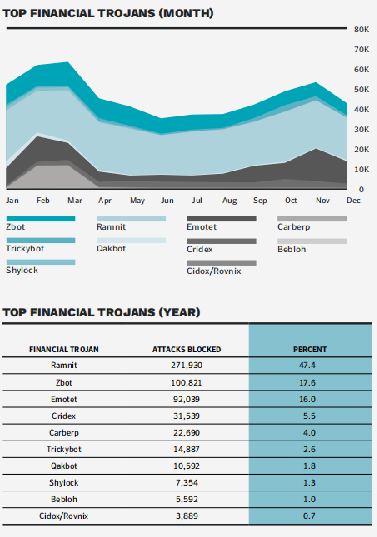 TOP FINANCIAL TROJANS (MONTH)
80K
70K
60K
50K
40K
30K
20K
10K
0
Jan Feb Mar Apr May Jun Jul Aug Sep Oct Nov Dec
Zbot Ramnit Emotet Carberp
Trickybot Qakbot Cridex Bebloh
Shylock Cidox/Rovnix
TOP FINANCIAL TROJANS (YEAR)
FINANCIAL TROJAN ATTACKS BLOCKED PERCENT
Ramnit 271,930 47.4
Zbot 100,821 17.6
Emotet 92,039 16.0
Cridex 31,539 5.5
Carberp 22,690 4.0
Trickybot 14,887 2.6
Qakbot 10,592 1.8
Shylock 7,354 1.3
Bebloh 5,592 1.0
Cidox/Rovnix 3,889 0.7